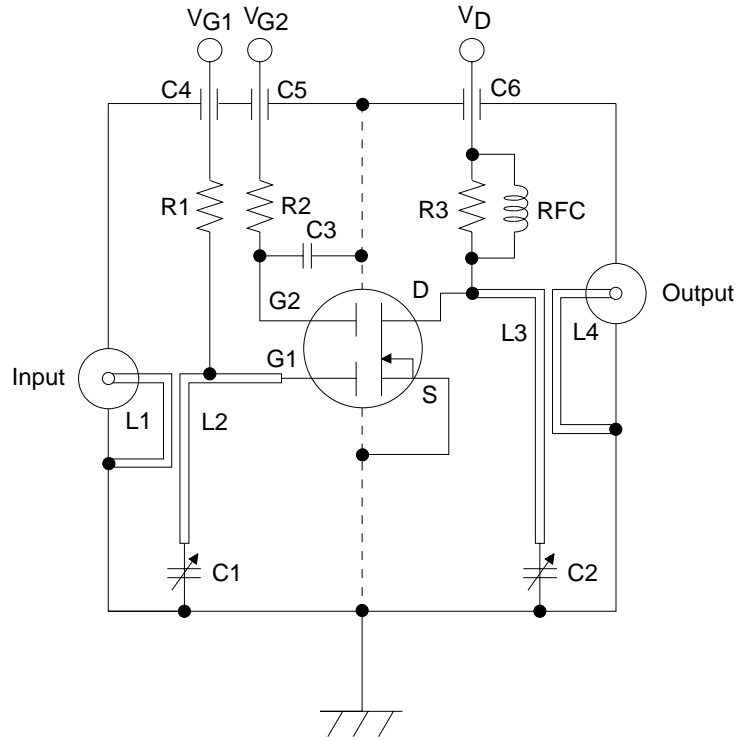 VG1 VG2 VD
C4 C5 C6
R1 R2 C3 R3 RFC
G2 D Output
L3 L4
G1
Input S
L1 L2
C1 C2